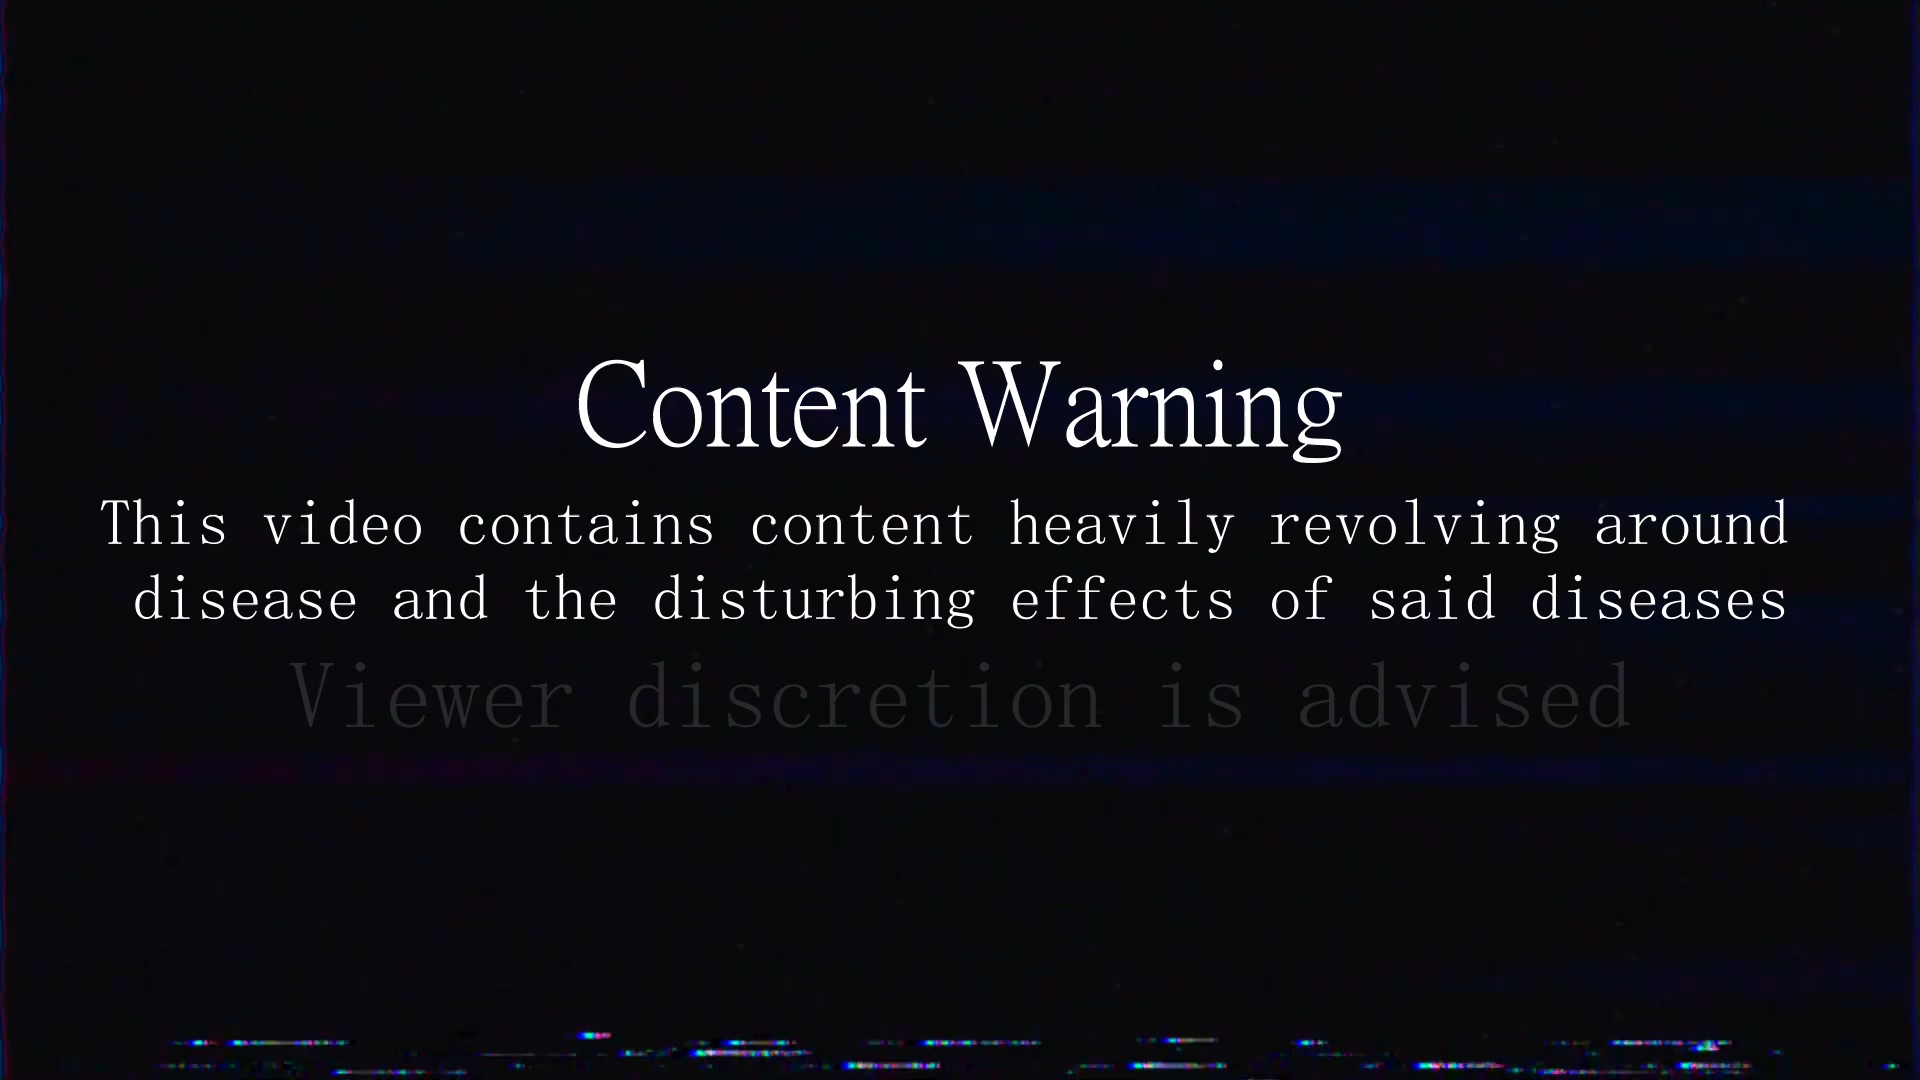 Content Warning
This video contains content heavily revolving around
disease and the disturbing effects of said diseases
Viewer discretion is advised